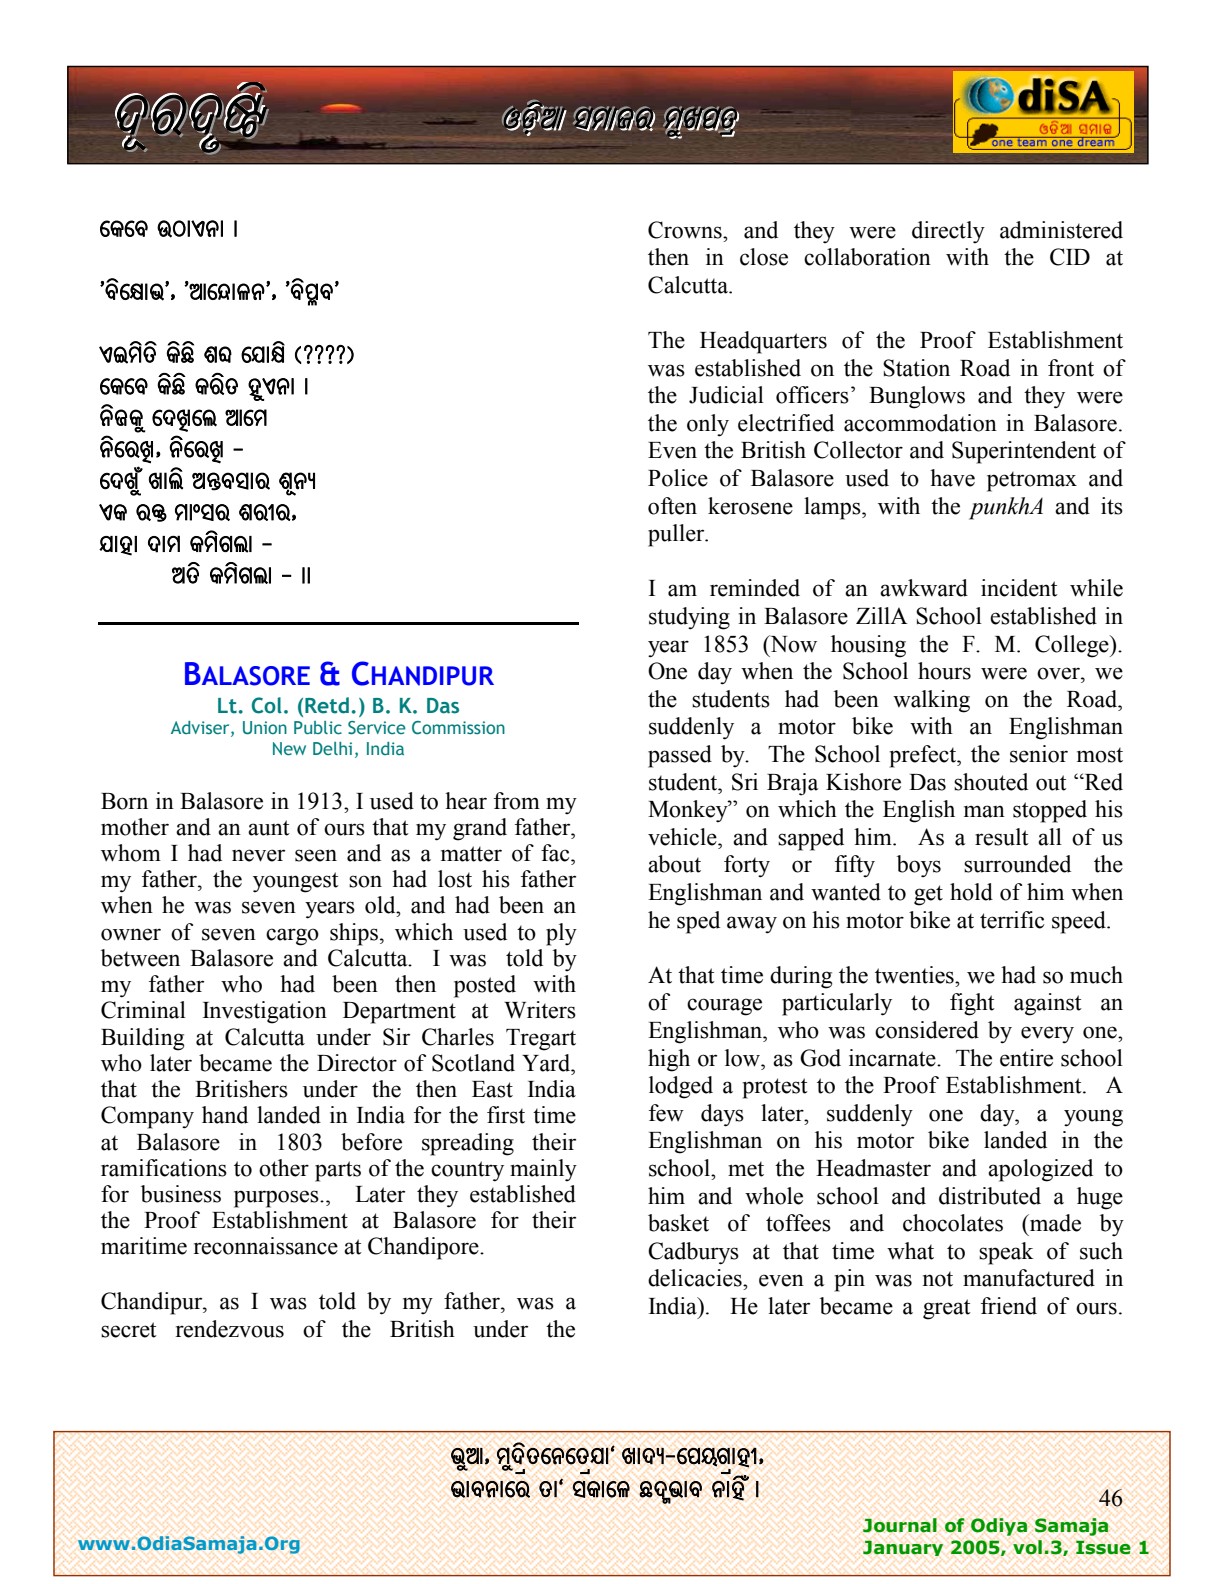 ଦୂରଦୃଷ୍ଟି
ଓଡ଼ିଆ ସମାଜର ମୁଖପତ୍ର
diSA
ଓଡିଆ ସମାଜ
one team one dream
କେବେ ଉଠାଏନା ।
’ବିକ୍ଷୋଭ’, ’ଆନ୍ଦୋଳନ’, ’ବିପ୍ଳବ’
ଏଇମିତି କିଛି ଶବ୍ଦ ଯୋକ୍ଷି (????)
କେବେ କିଛି କରିତ ହୁଏନା ।
ନିଜକୁ ଦେଖିଲେ ଆମେ
ନିରେଖି, ନିରେଖି –
ଦେଖୁଁ ଖାଲି ଅନ୍ତବସାର ଶୂନ୍ୟ
ଏକ ରକ୍ତ ମାଂସର ଶରୀର,
ଯାହା ଦାମ କମିଗଲା –
ଅତି କମିଗଲା – ॥
BALASORE & CHANDIPUR
Lt. Col. (Retd.) B. K. Das
Adviser, Union Public Service Commission
New Delhi, India
Born in Balasore in 1913, I used to hear from my
mother and an aunt of ours that my grand father,
whom I had never seen and as a matter of fac,
my father, the youngest son had lost his father
when he was seven years old, and had been an
owner of seven cargo ships, which used to ply
between Balasore and Calcutta. I was told by
my father who had been then posted with
Criminal Investigation Department at Writers
Building at Calcutta under Sir Charles Tregart
who later became the Director of Scotland Yard,
that the Britishers under the then East India
Company hand landed in India for the first time
at Balasore in 1803 before spreading their
ramifications to other parts of the country mainly
for business purposes., Later they established
the Proof Establishment at Balasore for their
maritime reconnaissance at Chandipore.
Chandipur, as I was told by my father, was a
secret rendezvous of the British under the
Crowns, and they were directly administered
then in close collaboration with the CID at
Calcutta.
The Headquarters of the Proof Establishment
was established on the Station Road in front of
the Judicial officers’ Bunglows and they were
the only electrified accommodation in Balasore.
Even the British Collector and Superintendent of
Police of Balasore used to have petromax and
often kerosene lamps, with the punkhA and its
puller.
I am reminded of an awkward incident while
studying in Balasore ZillA School established in
year 1853 (Now housing the F. M. College).
One day when the School hours were over, we
the students had been walking on the Road,
suddenly a motor bike with an Englishman
passed by. The School prefect, the senior most
student, Sri Braja Kishore Das shouted out “Red
Monkey” on which the English man stopped his
vehicle, and sapped him. As a result all of us
about forty or fifty boys surrounded the
Englishman and wanted to get hold of him when
he sped away on his motor bike at terrific speed.
At that time during the twenties, we had so much
of courage particularly to fight against an
Englishman, who was considered by every one,
high or low, as God incarnate. The entire school
lodged a protest to the Proof Establishment. A
few days later, suddenly one day, a young
Englishman on his motor bike landed in the
school, met the Headmaster and apologized to
him and whole school and distributed a huge
basket of toffees and chocolates (made by
Cadburys at that time what to speak of such
delicacies, even a pin was not manufactured in
India). He later became a great friend of ours.
ଭୁଆ, ମୁଦ୍ରିତନେତ୍ରେଯା‘ ଖାଦ୍ୟ-ପେୟଗ୍ରାହୀ,
ଭାବନାରେ ତା‘ ସକାଳେ ଛଦ୍ମଭାବ ନାହିଁ ।
46
www.OdiaSamaja.Org
Journal of Odiya Samaja
January 2005, vol.3, Issue 1